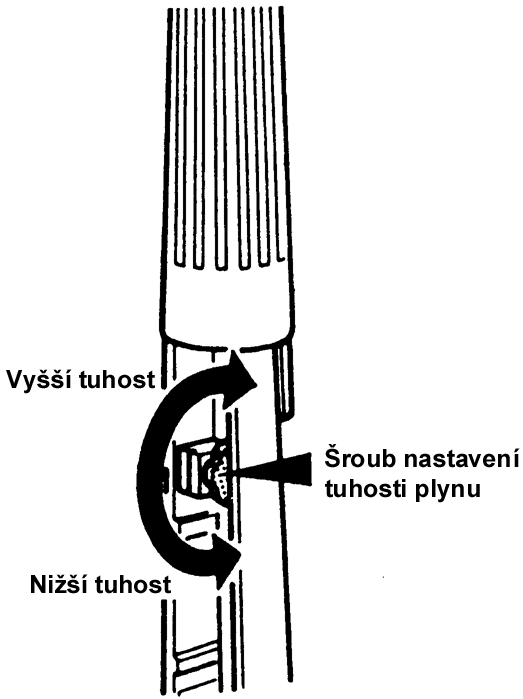 Vyšší tuhost
Šroub nastavení
tuhosti plynu
Nižší tuhost